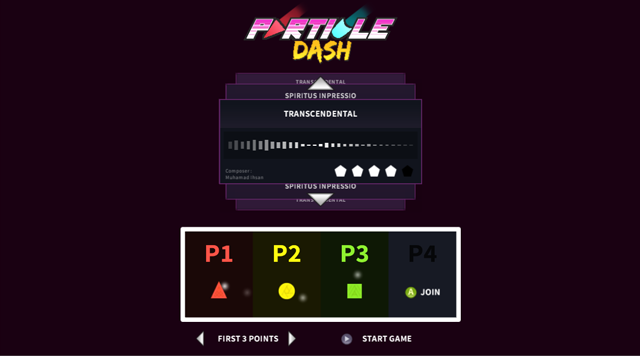 PARTICLE
DASH
TRANSCENDENTAL
SPIRITUS INPRESSIO
TRANSCENDENTAL
Composer :
Muhamad Ihsan
SPIRITUS INPRESSIO
TRANSCENDENTAL
P1 P2 P3 P4
A JOIN
FIRST 3 POINTS START GAME